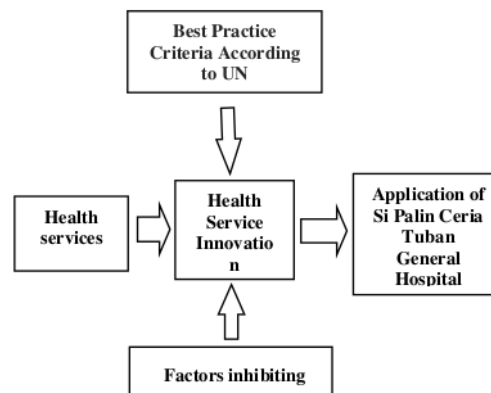 Best Practice
Criteria According
to UN
Health
services
Health
Service
Innovatio
n
Application of
Si Palin Ceria
Tuban
General
Hospital
Factors inhibiting